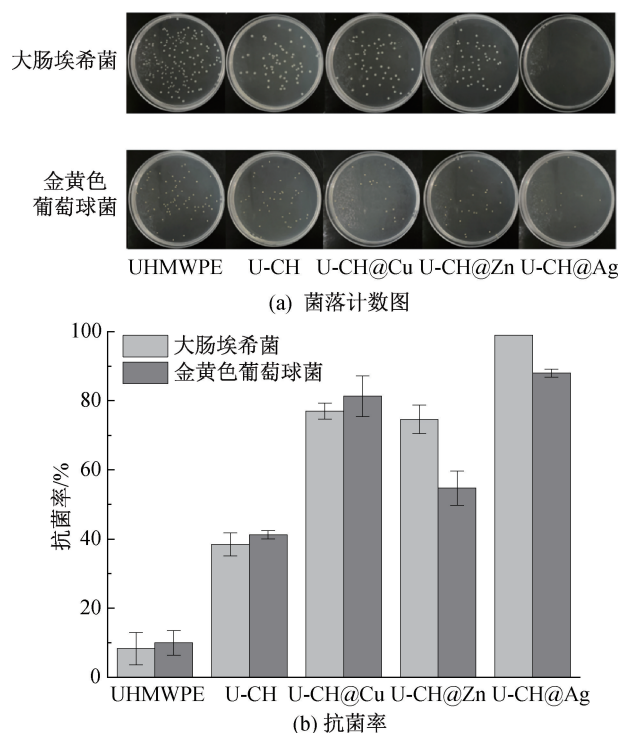 大肠埃希菌
金黄色
葡萄球菌
UHMWPE U-CH U-CH@Cu U-CH@Zn U-CH@Ag
(a) 菌落计数图
100
80
60
40
20
0
抗菌率/%
大肠埃希菌
金黄色葡萄球菌
UHMWPE U-CH U-CH@Cu U-CH@Zn U-CH@Ag
(b) 抗菌率